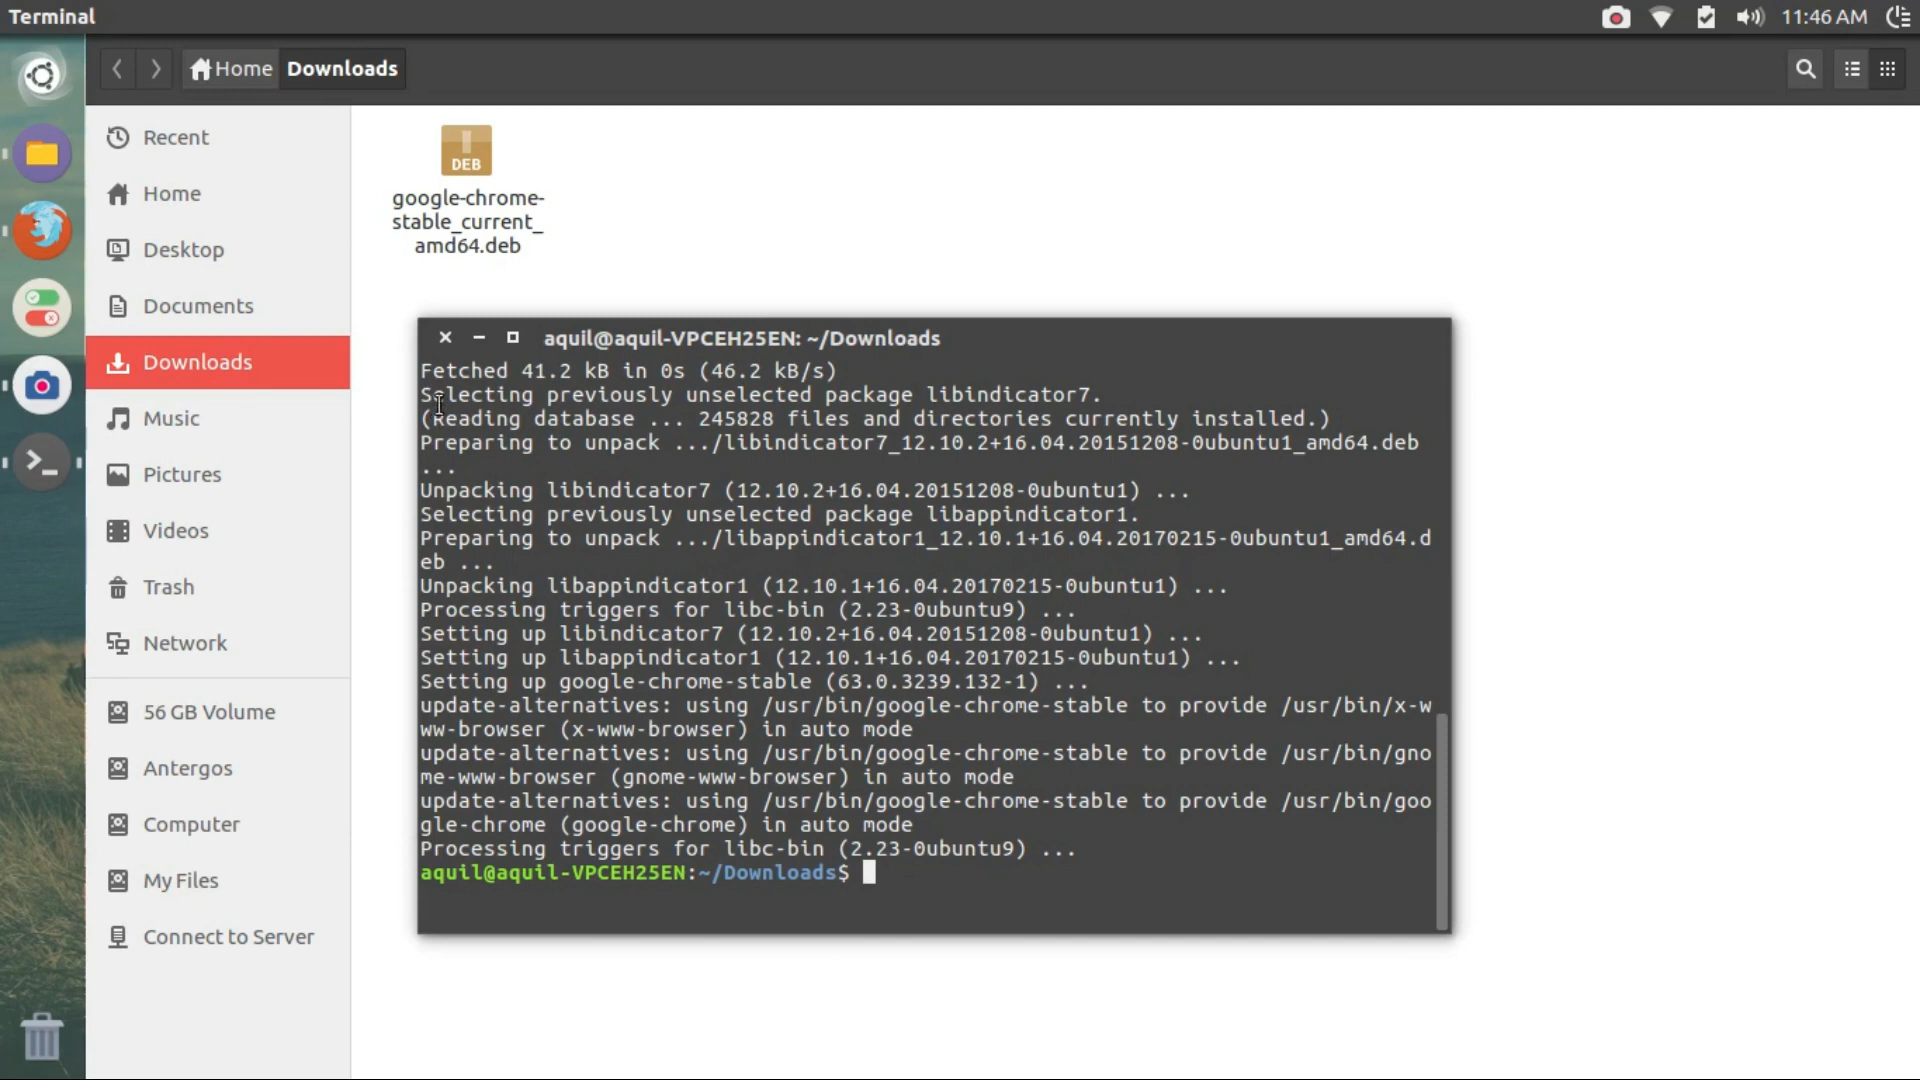 Terminal
11:46 AM
Home
Downloads
Recent
Home
Desktop
Documents
Downloads
Music
Pictures
Videos
Trash
Network
56 GB Volume
Antergos
Computer
My Files
Connect to Server
DEB
google-chrome-
stable_current_
amd64.deb
aquil@aquil-VPCEH25EN: ~/Downloads
Fetched 41.2 kB in 0s (46.2 kB/s)
Selecting previously unselected package libindicator7.
(Reading database ... 245828 files and directories currently installed.)
Preparing to unpack .../libindicator7_12.10.2+16.04.20151208-0ubuntu1_amd64.deb
...
Unpacking libindicator7 (12.10.2+16.04.20151208-0ubuntu1) ...
Selecting previously unselected package libappindicator1.
Preparing to unpack .../libappindicator1_12.10.1+16.04.20170215-0ubuntu1_amd64.d
eb ...
Unpacking libappindicator1 (12.10.1+16.04.20170215-0ubuntu1) ...
Processing triggers for libc-bin (2.23-0ubuntu9) ...
Setting up libindicator7 (12.10.2+16.04.20151208-0ubuntu1) ...
Setting up libappindicator1 (12.10.1+16.04.20170215-0ubuntu1) ...
Setting up google-chrome-stable (63.0.3239.132-1) ...
update-alternatives: using /usr/bin/google-chrome-stable to provide /usr/bin/x-w
ww-browser (x-www-browser) in auto mode
update-alternatives: using /usr/bin/google-chrome-stable to provide /usr/bin/gno
me-www-browser (gnome-www-browser) in auto mode
update-alternatives: using /usr/bin/google-chrome-stable to provide /usr/bin/goo
gle-chrome (google-chrome) in auto mode
Processing triggers for libc-bin (2.23-0ubuntu9) ...
aquil@aquil-VPCEH25EN:~/Downloads$